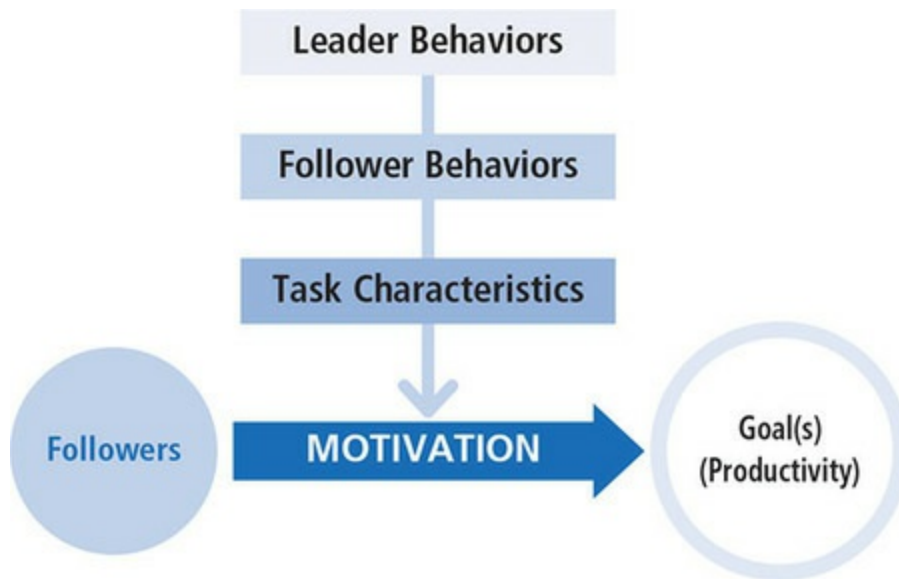 Leader Behaviors
Follower Behaviors
Task Characteristics
Followers
MOTIVATION
Goal(s)
(Productivity)